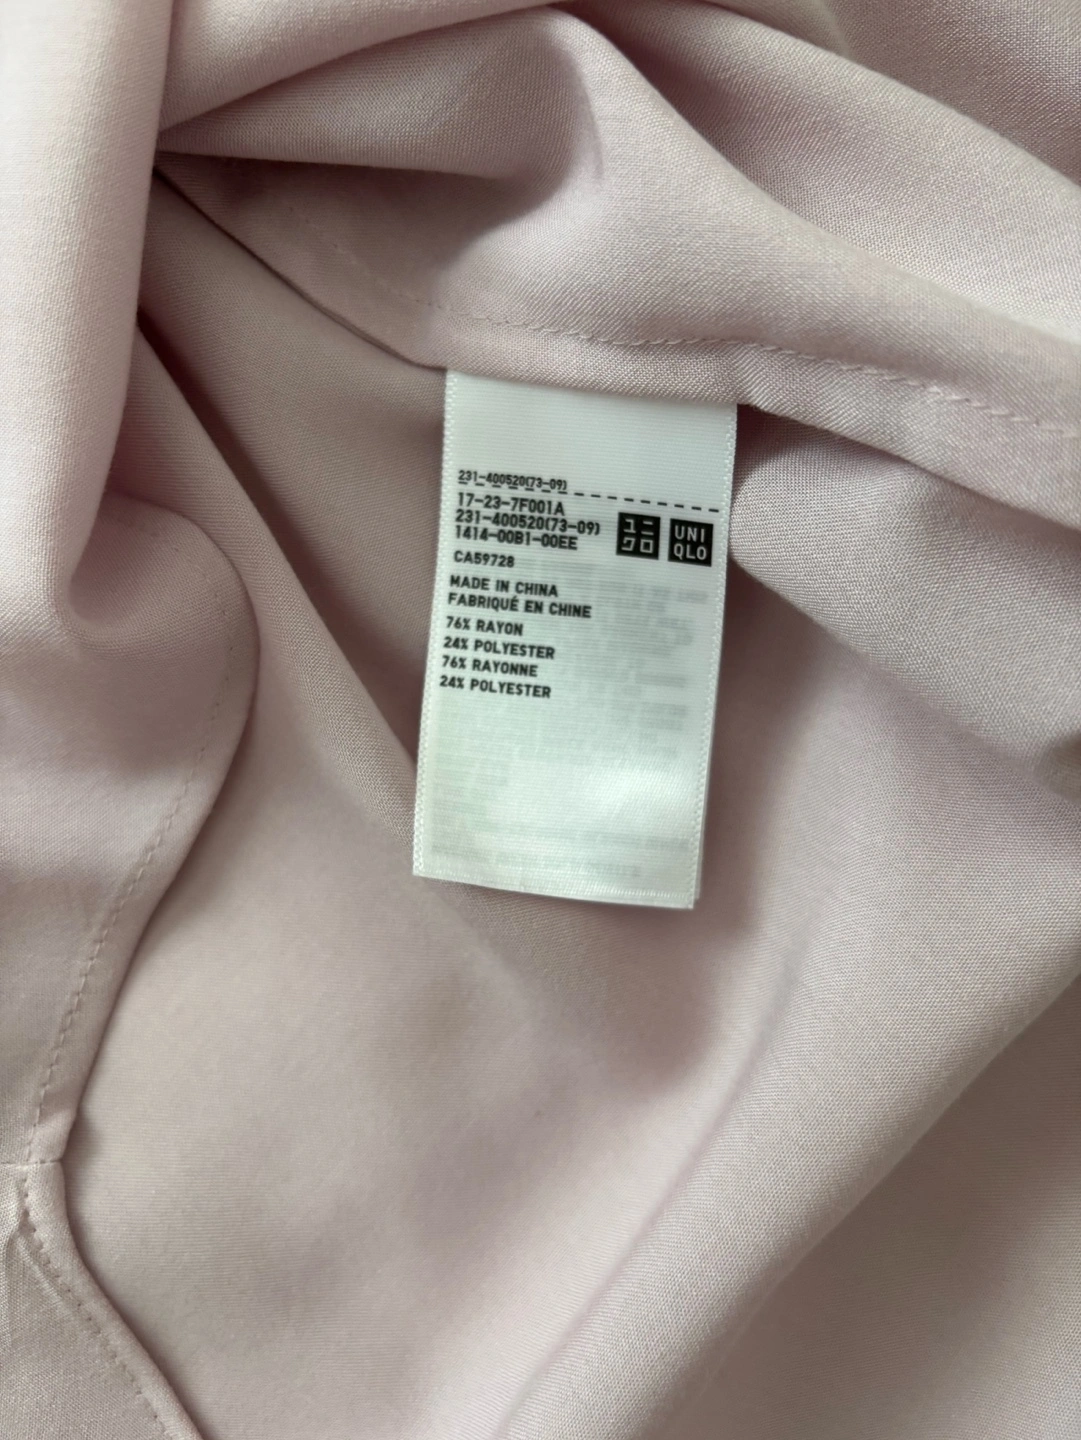 231-400520(73-09)
17-23-7F001A
231-400520(73-09)
1414-00B1-00EE
ユニ
クロ
UNI
QLO
CA59728
MADE IN CHINA
FABRIQUÉ EN CHINE
76% RAYON
24% POLYESTER
76% RAYONNE
24% POLYESTER